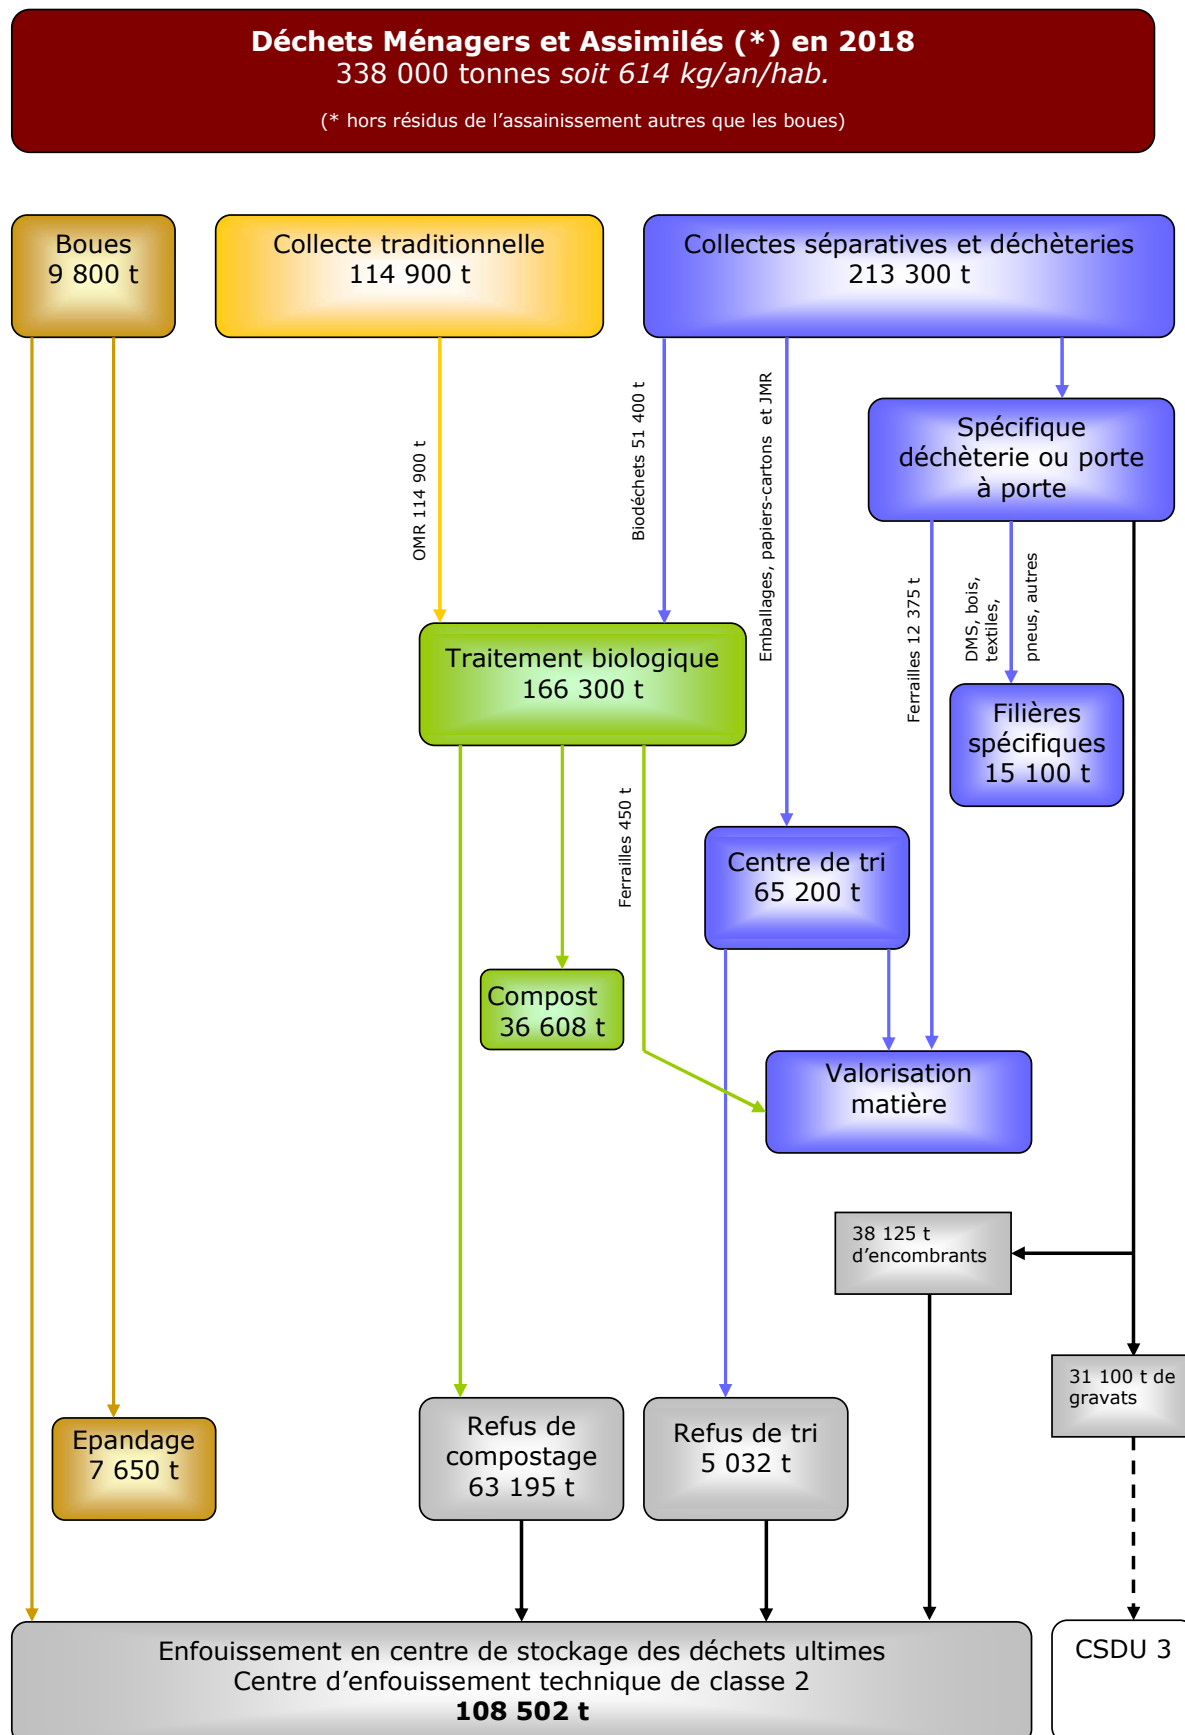 Déchets Ménagers et Assimilés (*) en 2018
338 000 tonnes soit 614 kg/an/hab.
(* hors résidus de l’assainissement autres que les boues)
Boues
9 800 t
Collecte traditionnelle
114 900 t
Collectes séparatives et déchèteries
213 300 t
OMR 114 900 t
Biodéchets 51 400 t
Emballages, papiers-cartons et JMR
Spécifique
déchèterie ou porte
à porte
Ferrailles 12 375 t
DMS, bois,
textiles,
pneus, autres
Traitement biologique
166 300 t
Filières
spécifiques
15 100 t
Ferrailles 450 t
Centre de tri
65 200 t
Compost
36 608 t
Valorisation
matière
38 125 t
d’encombrants
31 100 t de
gravats
Epandage
7 650 t
Refus de
compostage
63 195 t
Refus de tri
5 032 t
Enfouissement en centre de stockage des déchets ultimes
Centre d’enfouissement technique de classe 2
108 502 t
CSDU 3